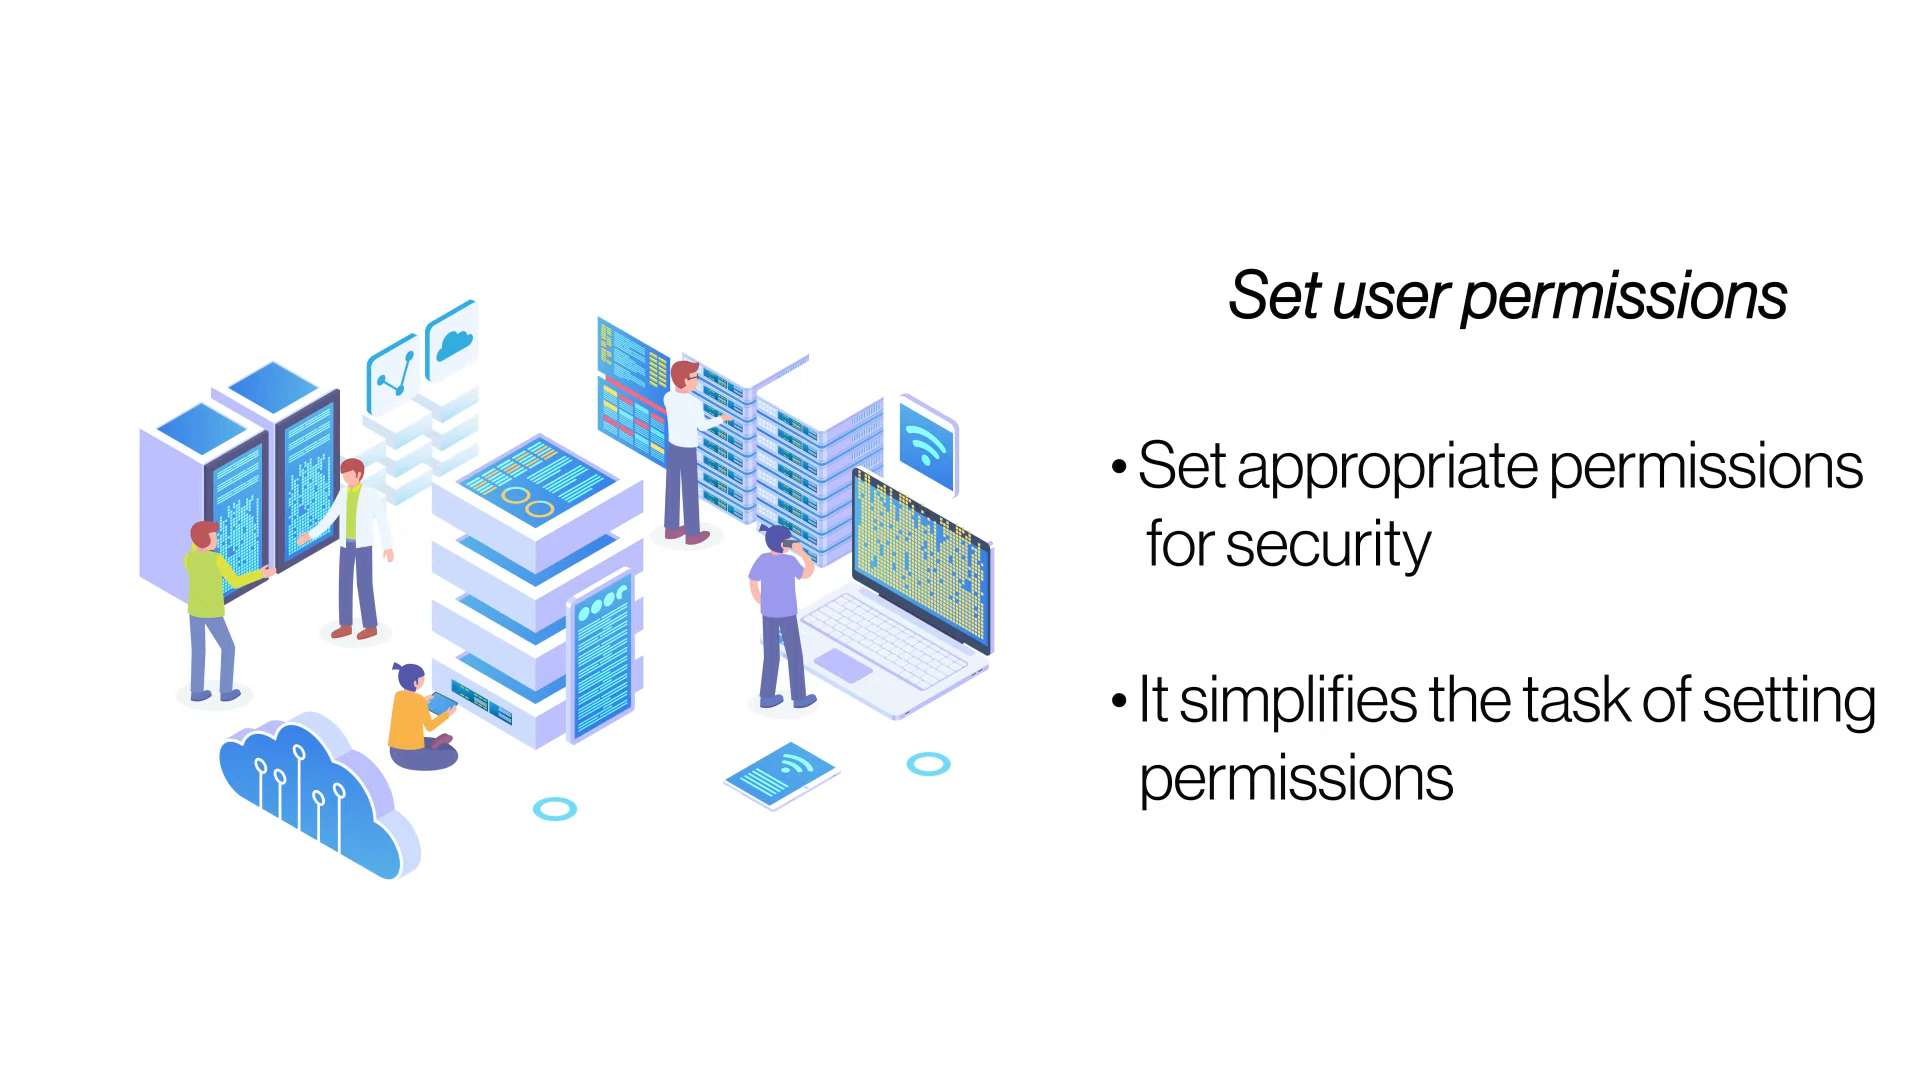 Set user permissions
• Set appropriate permissions
for security
• It simplifies the task of setting
permissions